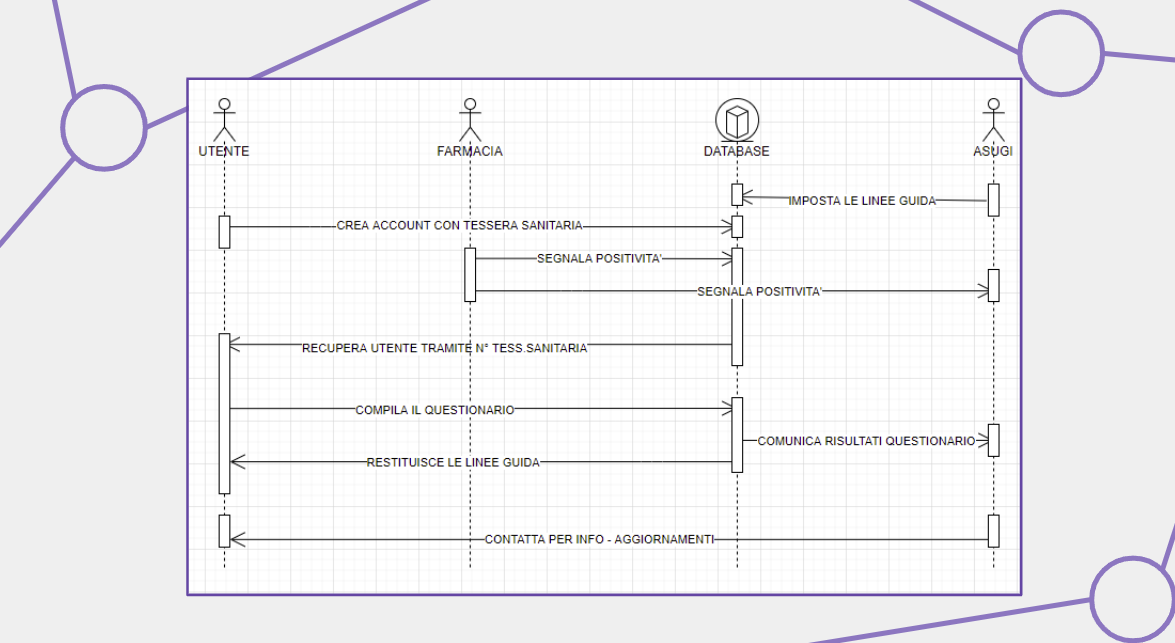 UTENTE
FARMACIA
DATABASE
ASUGI
IMPOSTA LE LINEE GUIDA
CREA ACCOUNT CON TESSERA SANITARIA
SEGNALA POSITIVITA'
SEGNALA POSITIVITA'
RECUPERA UTENTE TRAMITE N° TESS.SANITARIA
COMPILA IL QUESTIONARIO
COMUNICA RISULTATI QUESTIONARIO
RESTITUISCE LE LINEE GUIDA
CONTATTA PER INFO - AGGIORNAMENTI